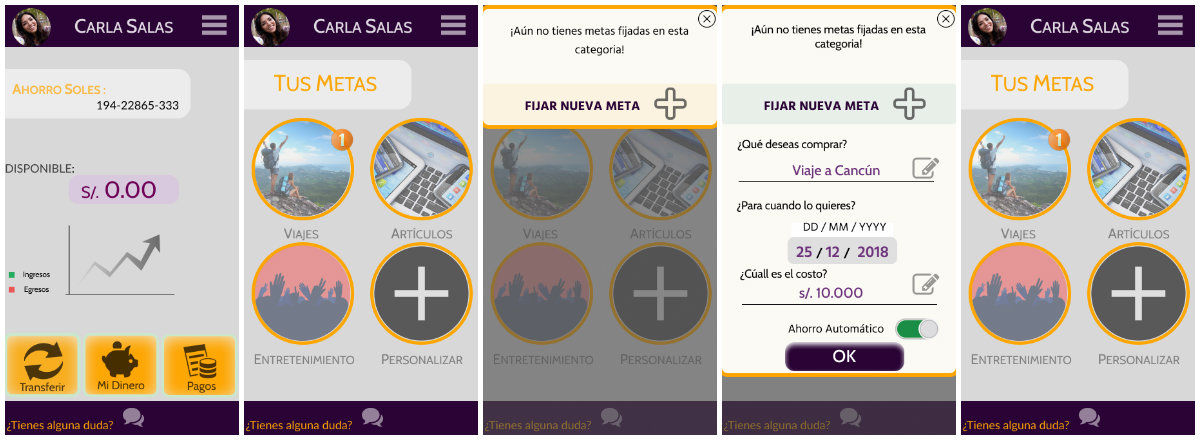 CARLA SALAS
AHORRO SOLES :
194-22865-333
DISPONIBLE:
S/. 0.00
Ingresos
Egresos
Transferir
Mi Dinero
Pagos
¿Tienes alguna duda?
CARLA SALAS
TUS METAS
1
VIAJES
ARTÍCULOS
ENTRETENIMIENTO
PERSONALIZAR
¿Tienes alguna duda?
¡Aún no tienes metas fijadas en esta
categoria!
FIJAR NUEVA META
VIAJES
ARTÍCULOS
ENTRETENIMIENTO
PERSONALIZAR
¿Tienes alguna duda?
¡Aún no tienes metas fijadas en esta
categoria!
FIJAR NUEVA META
¿Qué deseas comprar?
Viaje a Cancún
¿Para cuando lo quieres?
DD / MM / YYYY
25 / 12 / 2018
¿Cúall es el costo?
s/. 10.000
Ahorro Automático
OK
¿Tienes alguna duda?
CARLA SALAS
TUS METAS
1
VIAJES
ARTÍCULOS
ENTRETENIMIENTO
PERSONALIZAR
¿Tienes alguna duda?